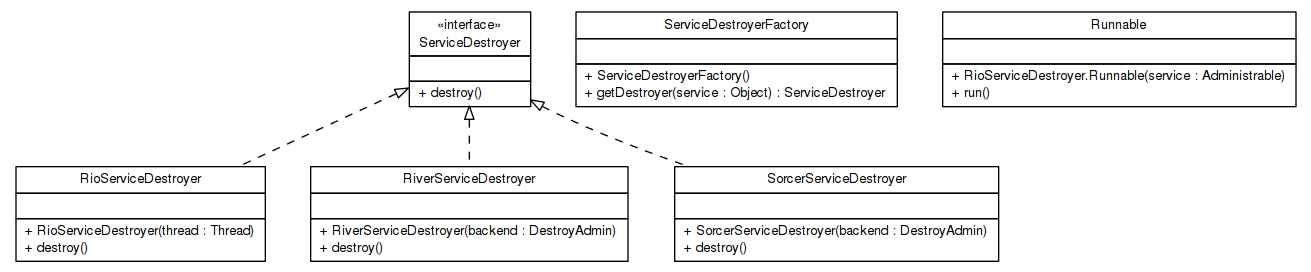 «interface»
ServiceDestroyer
+ destroy()
ServiceDestroyerFactory
+ ServiceDestroyerFactory()
+ getDestroyer(service : Object) : ServiceDestroyer
Runnable
+ RioServiceDestroyer.Runnable(service : Administrable)
+ run()
RioServiceDestroyer
+ RioServiceDestroyer(thread : Thread)
+ destroy()
RiverServiceDestroyer
+ RiverServiceDestroyer(backend : DestroyAdmin)
+ destroy()
SorcerServiceDestroyer
+ SorcerServiceDestroyer(backend : DestroyAdmin)
+ destroy()